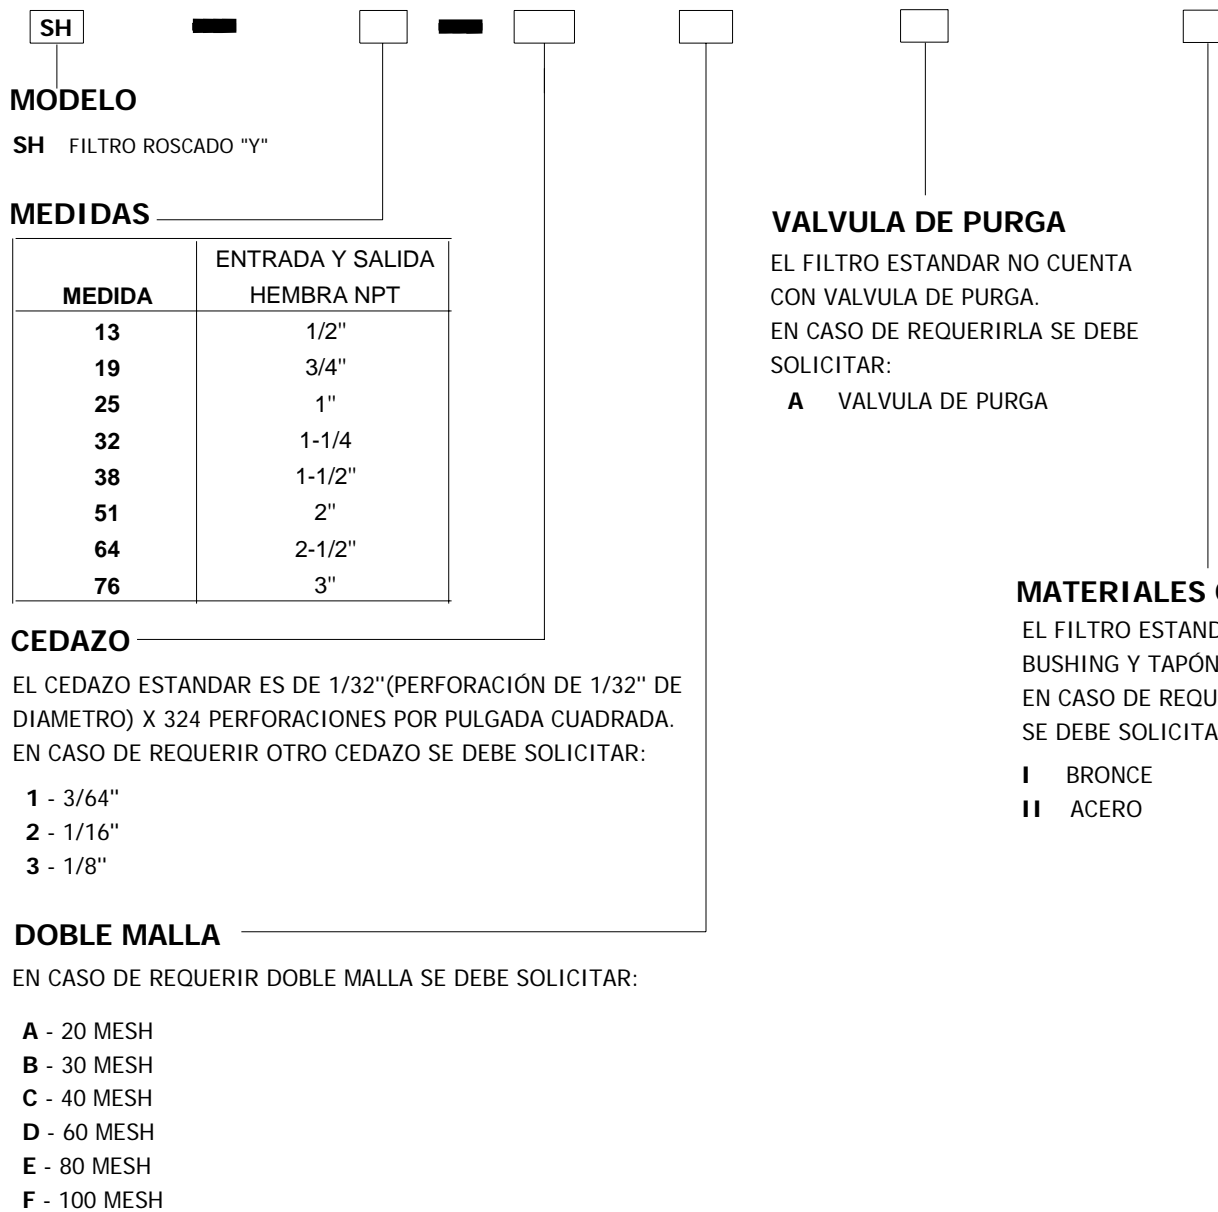 SH
MODELO
SH FILTRO ROSCADO "Y"
MEDIDAS
ENTRADA Y SALIDA
MEDIDA HEMBRA NPT
13 1/2"
19 3/4"
25 1"
32 1-1/4
38 1-1/2"
51 2"
64 2-1/2"
76 3"
CEDAZO
EL CEDAZO ESTANDAR ES DE 1/32"(PERFORACIÓN DE 1/32" DE
DIAMETRO) X 324 PERFORACIONES POR PULGADA CUADRADA.
EN CASO DE REQUERIR OTRO CEDAZO SE DEBE SOLICITAR:
1 - 3/64"
2 - 1/16"
3 - 1/8"
DOBLE MALLA
EN CASO DE REQUERIR DOBLE MALLA SE DEBE SOLICITAR:
A - 20 MESH
B - 30 MESH
C - 40 MESH
D - 60 MESH
E - 80 MESH
F - 100 MESH
VALVULA DE PURGA
EL FILTRO ESTANDAR NO CUENTA
CON VALVULA DE PURGA.
EN CASO DE REQUERIRLA SE DEBE
SOLICITAR:
A VALVULA DE PURGA
MATERIALES
EL FILTRO ESTAND
BUSHING Y TAPÓN
EN CASO DE REQU
SE DEBE SOLICITA
I BRONCE
II ACERO